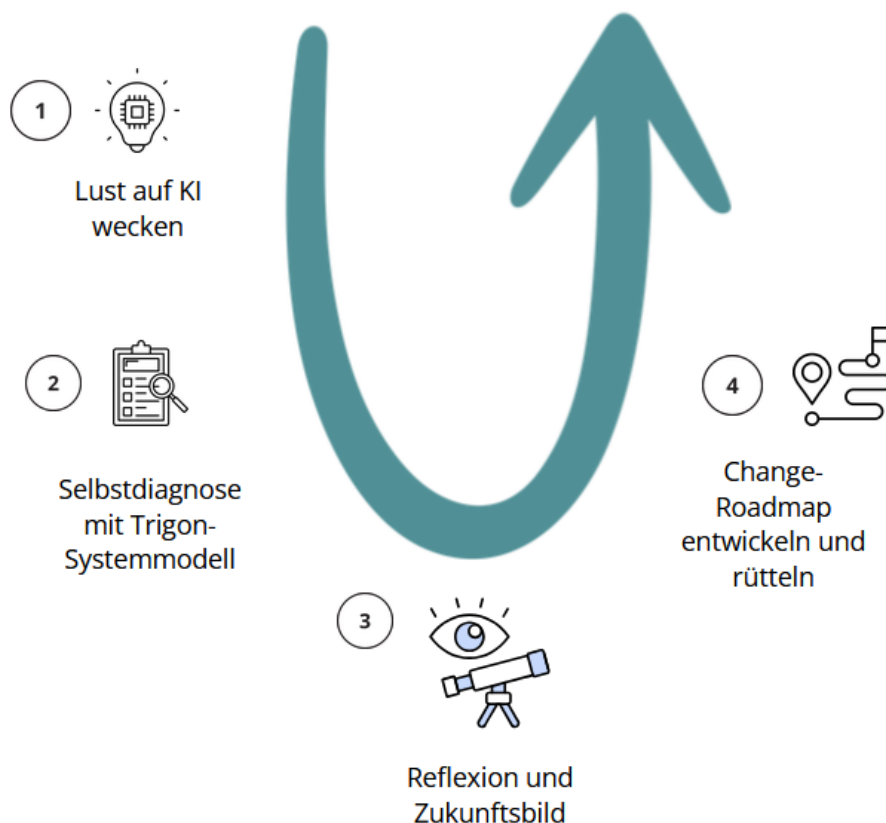 1
Lust auf KI
wecken
2
Selbstdiagnose
mit Trigon-
Systemmodell
3
Reflexion und
Zukunftsbild
4
Change-
Roadmap
entwickeln und
rütteln